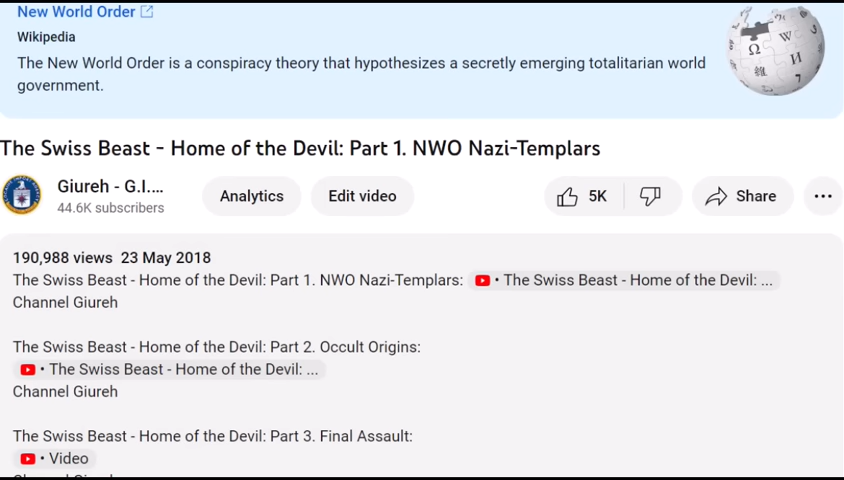 New World Order
Wikipedia
The New World Order is a conspiracy theory that hypothesizes a secretly emerging totalitarian world
government.
The Swiss Beast - Home of the Devil: Part 1. NWO Nazi-Templars
Giureh - G.I....
44.6K subscribers
Analytics
Edit video
5K
Share
190,988 views 23 May 2018
The Swiss Beast - Home of the Devil: Part 1. NWO Nazi-Templars: • The Swiss Beast - Home of the Devil: ...
Channel Giureh
The Swiss Beast - Home of the Devil: Part 2. Occult Origins:
• The Swiss Beast - Home of the Devil: ...
Channel Giureh
The Swiss Beast - Home of the Devil: Part 3. Final Assault:
• Video